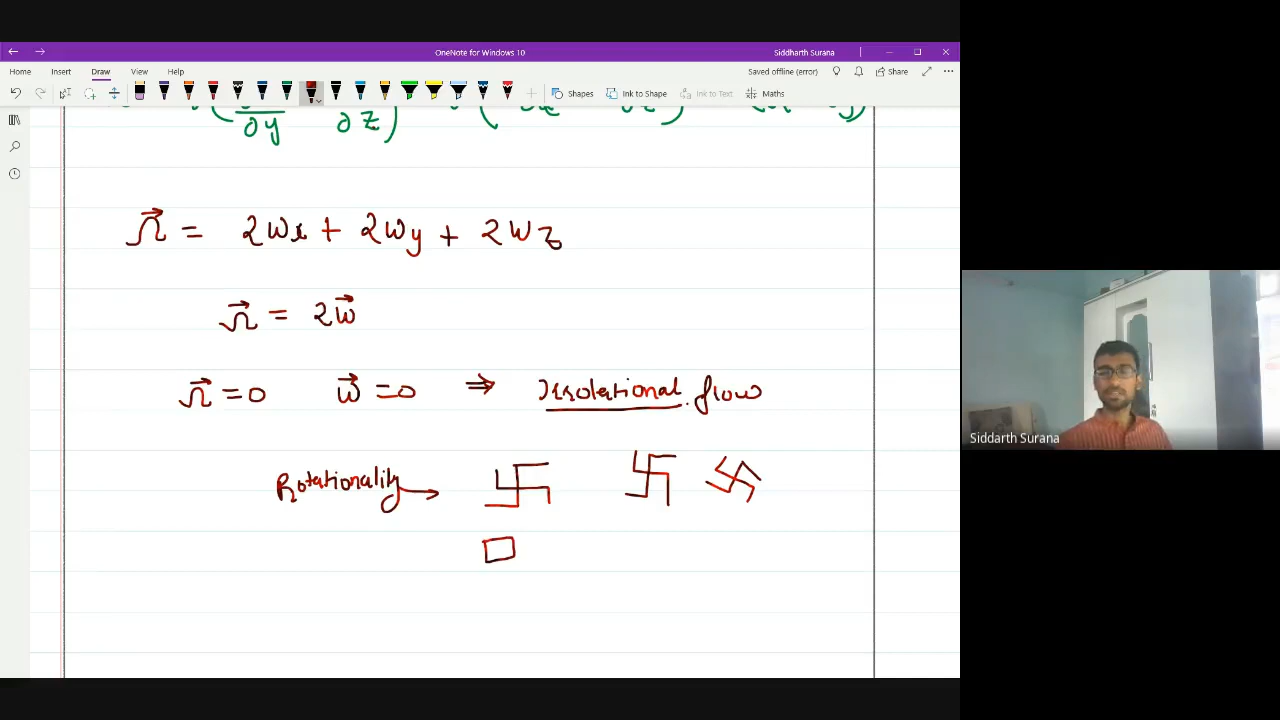 OneNote for Windows 10
Siddharth Surana
Home Insert Draw View Help
Saved offline (error) Share
Shapes Ink to Shape Ink to Text Maths
∂y ∂z
Ω⃗ = 2ωx + 2ωy + 2ωz
Ω⃗ = 2ω⃗
Ω⃗ = 0 ω⃗ = 0 ⇒ Irrotational flow
Rotationality →
Siddarth Surana